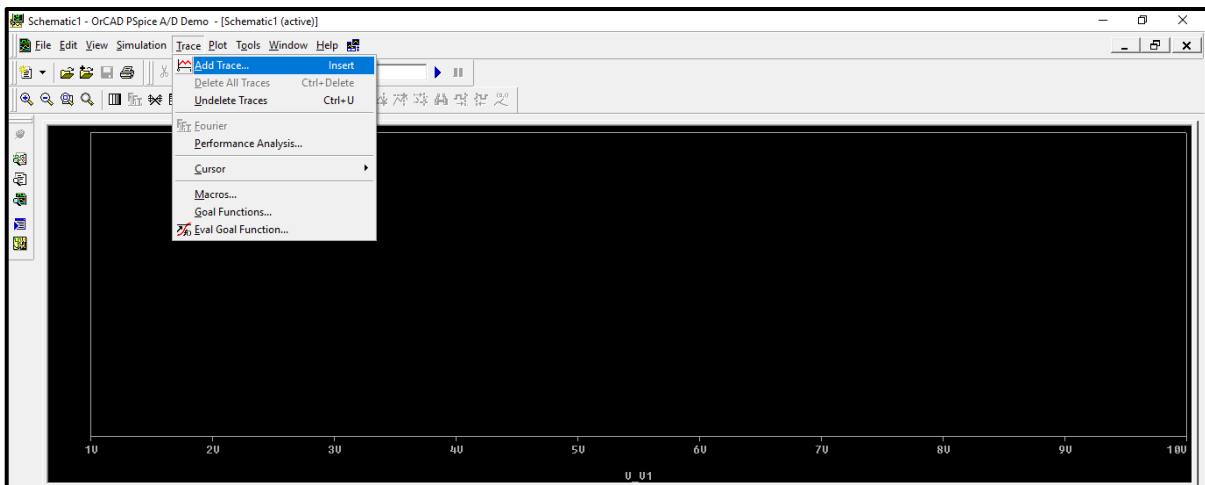 Schematic1 - OrCAD PSpice A/D Demo - [Schematic1 (active)]
File Edit View Simulation Trace Plot Tools Window Help
Add Trace... Insert
Delete All Traces Ctrl+Delete
Undelete Traces Ctrl+U
Fourier
Performance Analysis...
Cursor
Macros...
Goal Functions...
Eval Goal Function...
1V 2V 3V 4V 5V 6V 7V 8V 9V 10V
V_V1